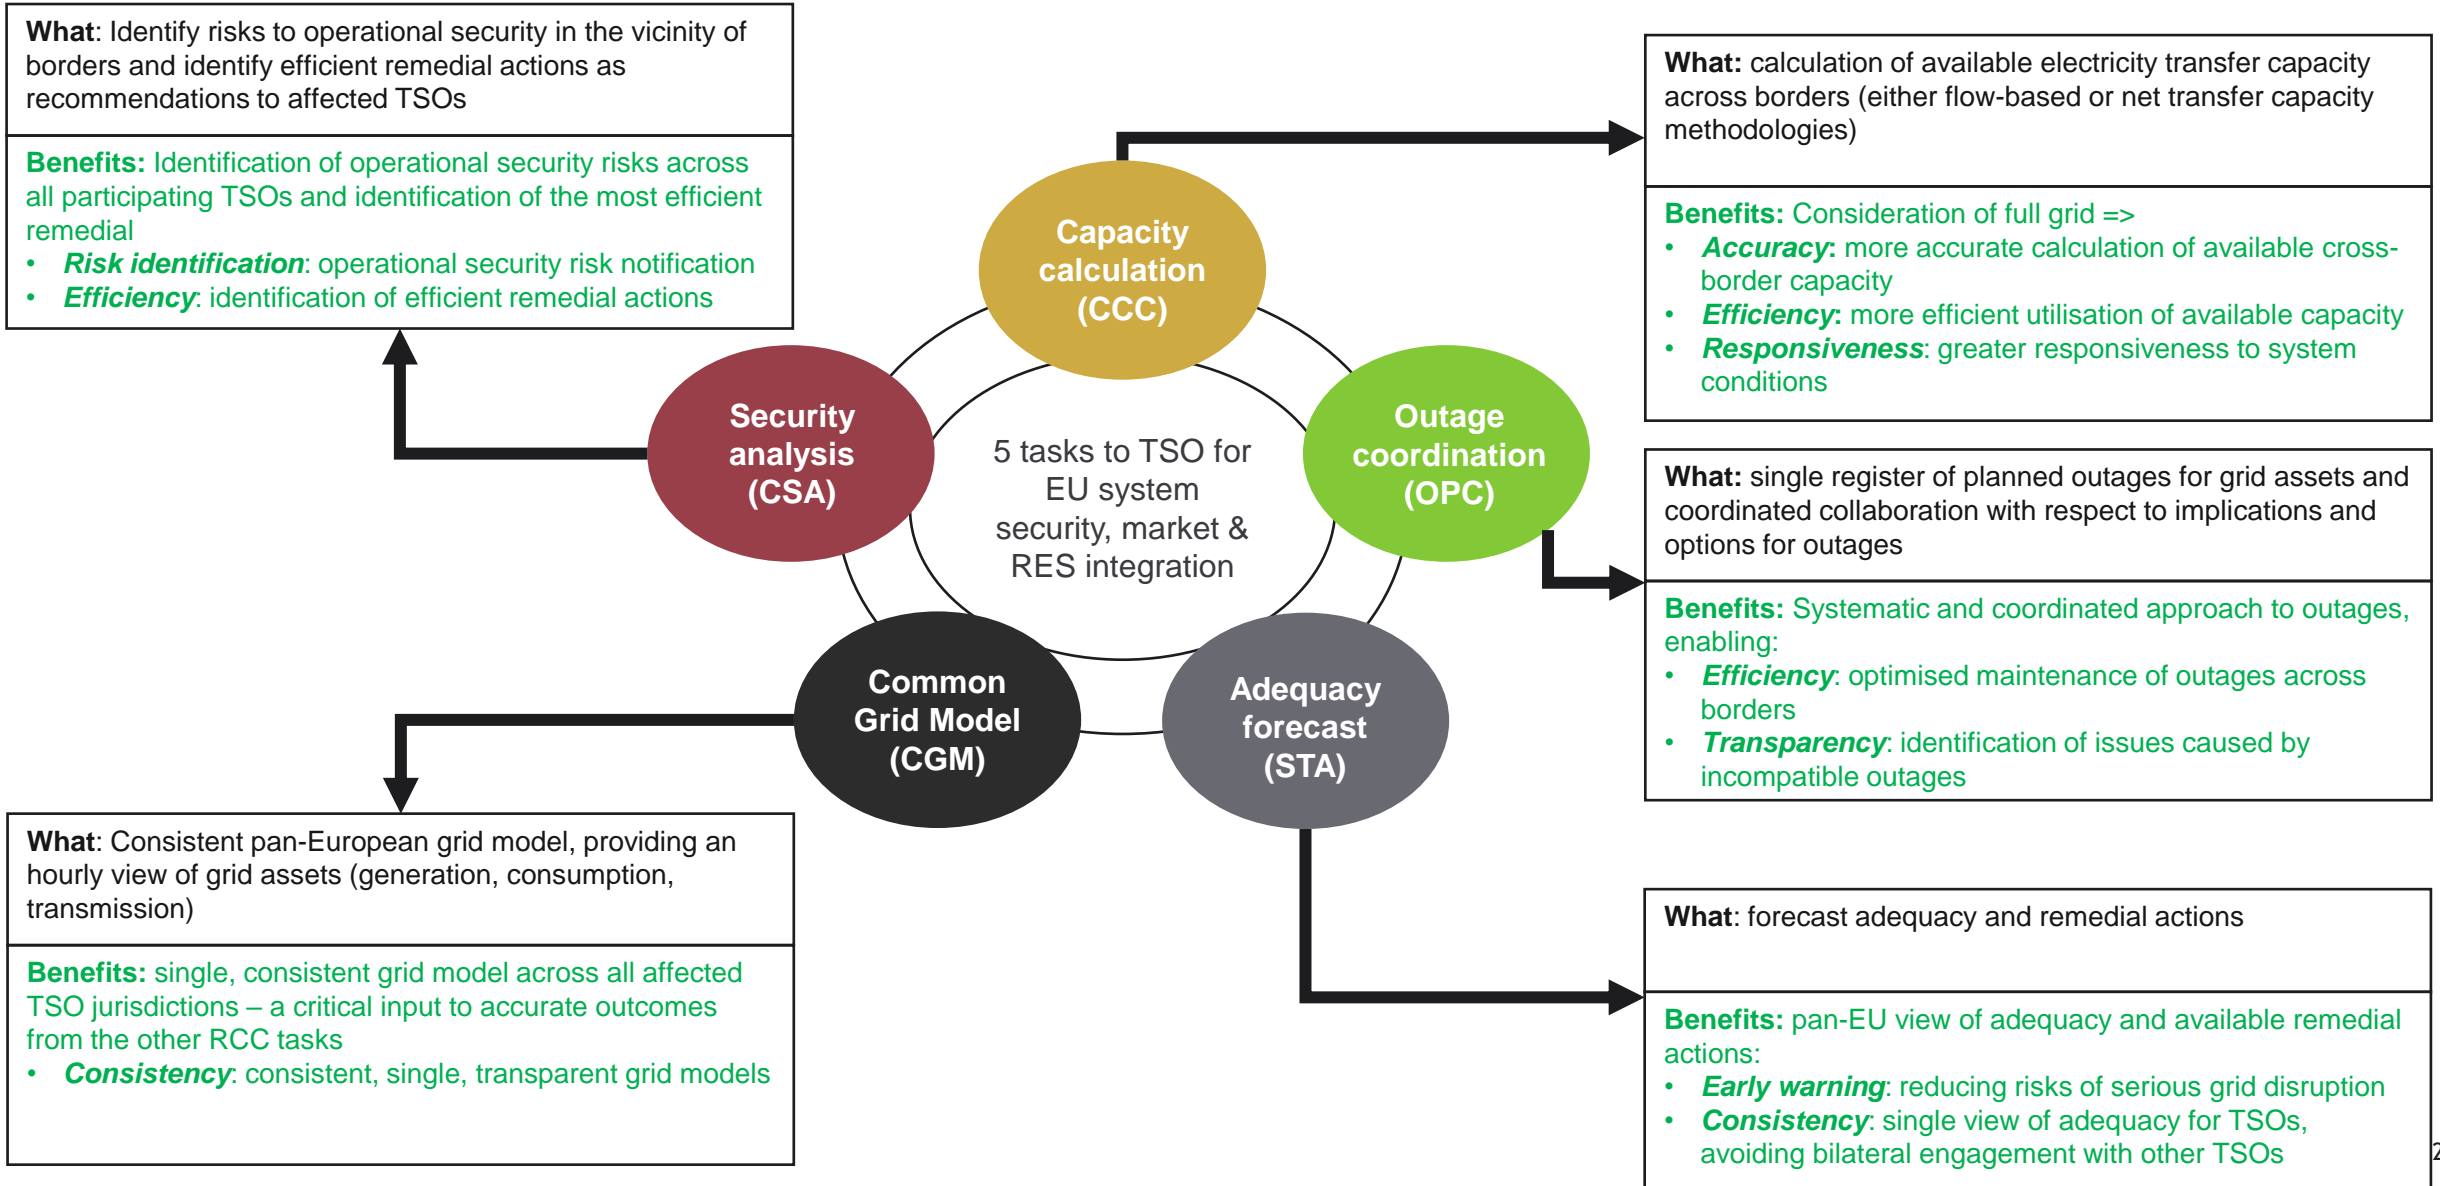 What: Identify risks to operational security in the vicinity of
borders and identify efficient remedial actions as
recommendations to affected TSOs
Benefits: Identification of operational security risks across
all participating TSOs and identification of the most efficient
remedial
• Risk identification: operational security risk notification
• Efficiency: identification of efficient remedial actions
What: calculation of available electricity transfer capacity
across borders (either flow-based or net transfer capacity
methodologies)
Benefits: Consideration of full grid =>
• Accuracy: more accurate calculation of available cross-
border capacity
• Efficiency: more efficient utilisation of available capacity
• Responsiveness: greater responsiveness to system
conditions
Capacity
calculation
(CCC)
Security
analysis
(CSA)
5 tasks to TSO for
EU system
security, market &
RES integration
Outage
coordination
(OPC)
What: single register of planned outages for grid assets and
coordinated collaboration with respect to implications and
options for outages
Benefits: Systematic and coordinated approach to outages,
enabling:
• Efficiency: optimised maintenance of outages across
borders
• Transparency: identification of issues caused by
incompatible outages
Common
Grid Model
(CGM)
Adequacy
forecast
(STA)
What: Consistent pan-European grid model, providing an
hourly view of grid assets (generation, consumption,
transmission)
Benefits: single, consistent grid model across all affected
TSO jurisdictions – a critical input to accurate outcomes
from the other RCC tasks
• Consistency: consistent, single, transparent grid models
What: forecast adequacy and remedial actions
Benefits: pan-EU view of adequacy and available remedial
actions:
• Early warning: reducing risks of serious grid disruption
• Consistency: single view of adequacy for TSOs,
avoiding bilateral engagement with other TSOs
2